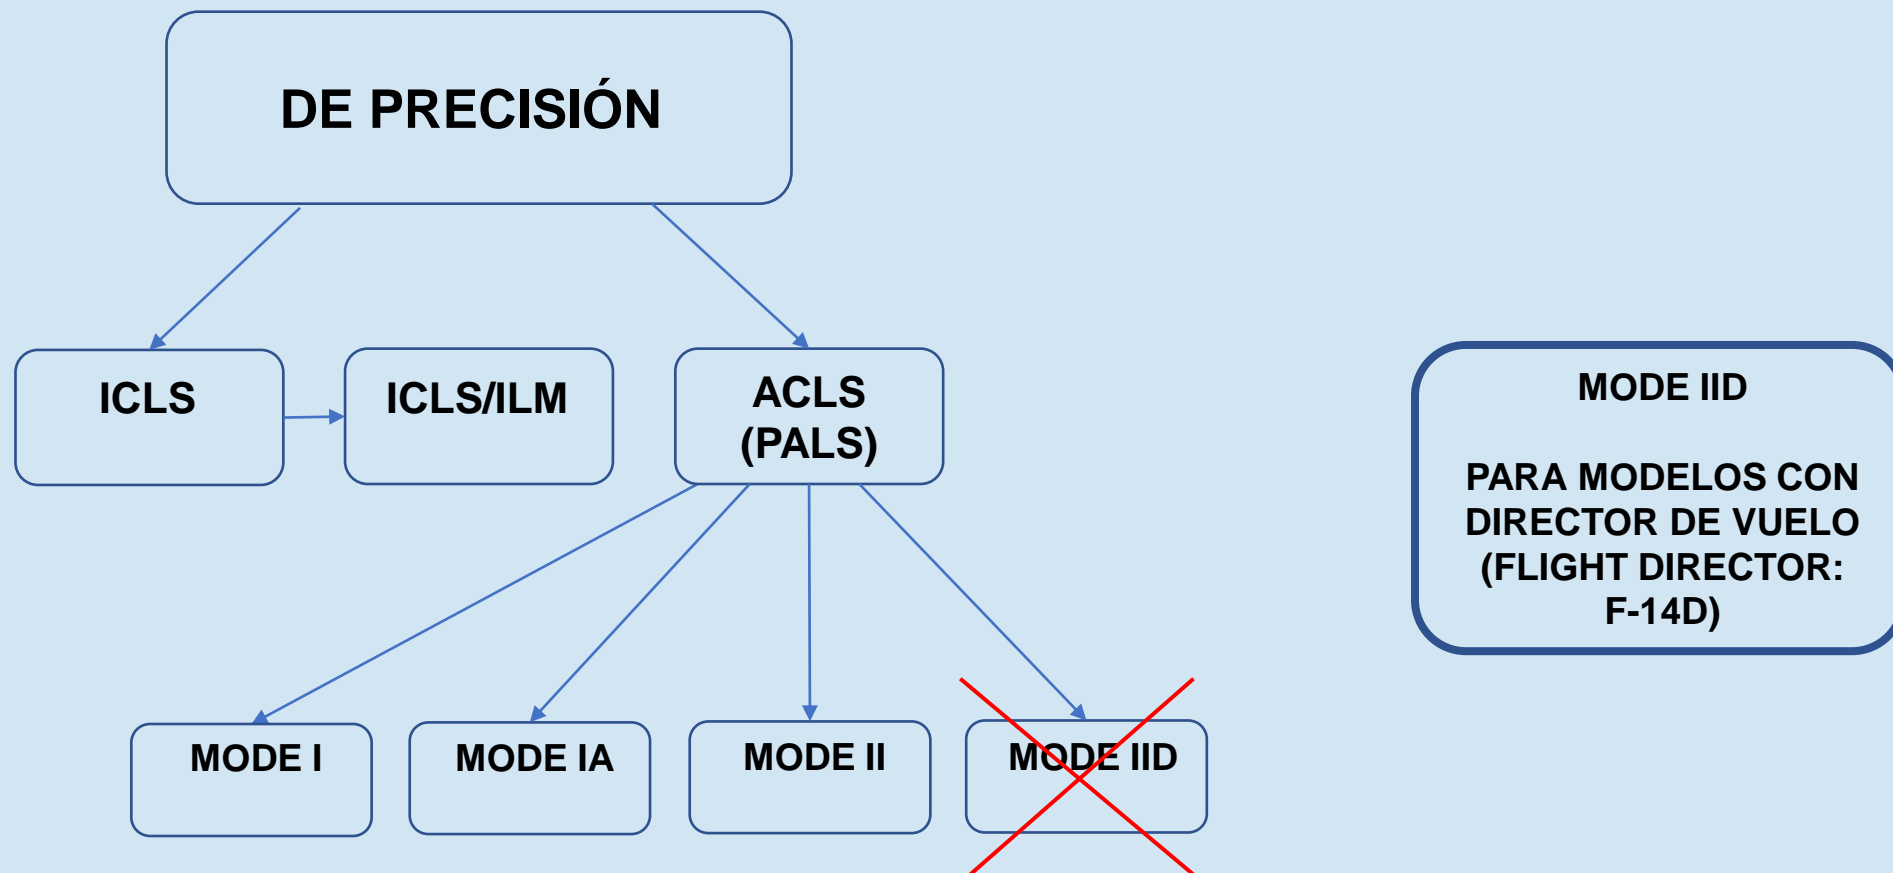 DE PRECISIÓN
ICLS
ICLS/ILM
ACLS
(PALS)
MODE I
MODE IA
MODE II
MODE IID
MODE IID
PARA MODELOS CON
DIRECTOR DE VUELO
(FLIGHT DIRECTOR:
F-14D)